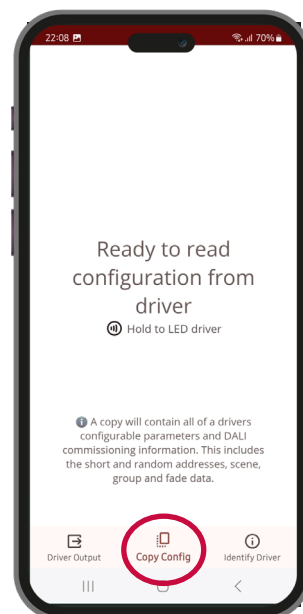 22:08 70%
Ready to read
configuration from
driver
Hold to LED driver
A copy will contain all of a drivers
configurable parameters and DALI
commissioning information. This includes
the short and random addresses, scene,
group and fade data.
Driver Output Copy Config Identify Driver